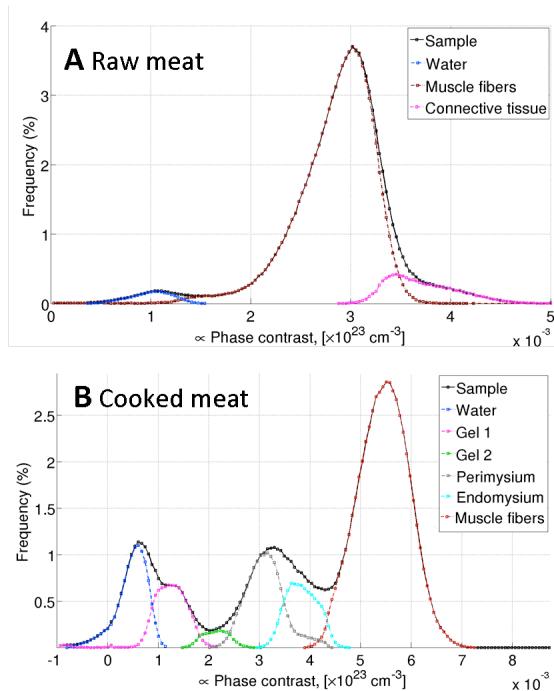 A Raw meat
Sample
Water
Muscle fibers
Connective tissue
Frequency (%)
4
3
2
1
0
0 1 2 3 4 5
∝ Phase contrast, [×10²³ cm⁻³]
x 10⁻³
B Cooked meat
Sample
Water
Gel 1
Gel 2
Perimysium
Endomysium
Muscle fibers
Frequency (%)
2.5
2
1.5
1
0.5
-1 0 1 2 3 4 5 6 7 8
∝ Phase contrast, [×10²³ cm⁻³]
x 10⁻³